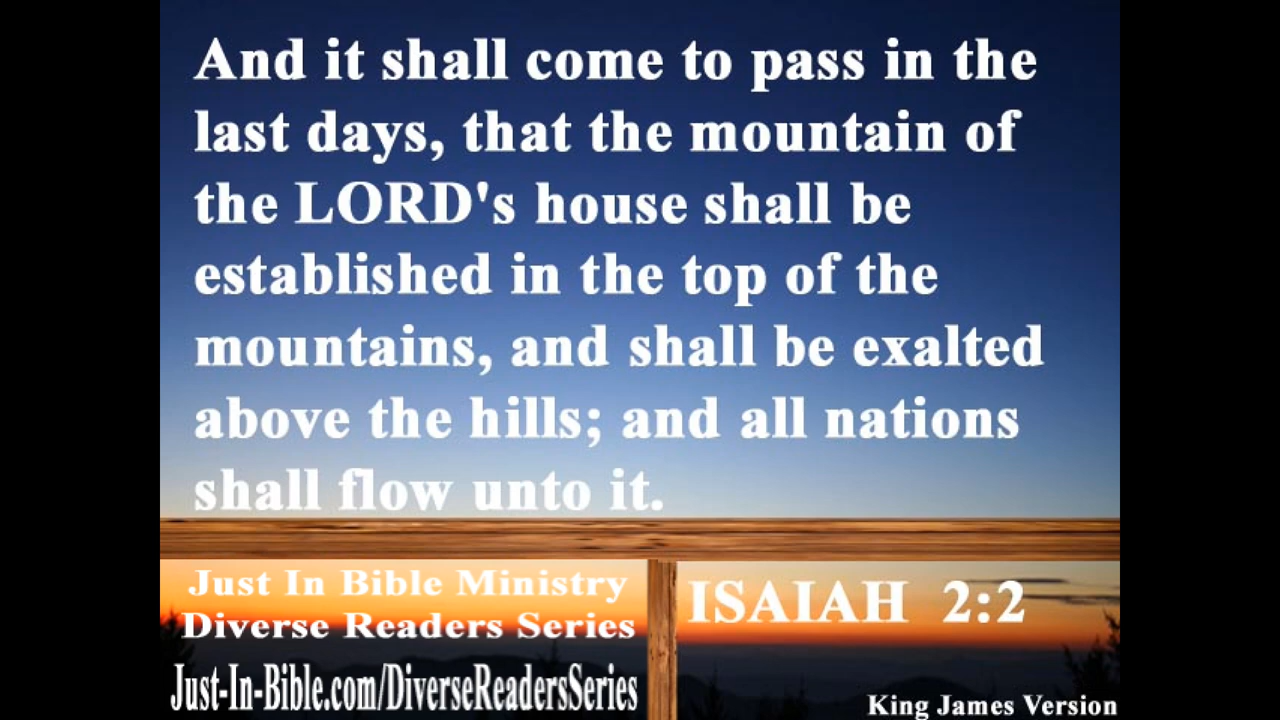 And it shall come to pass in the
last days, that the mountain of
the LORD's house shall be
established in the top of the
mountains, and shall be exalted
above the hills; and all nations
shall flow unto it.
Just In Bible Ministry
Diverse Readers Series
Just-In-Bible.com/DiverseReadersSeries
ISAIAH 2:2
King James Version